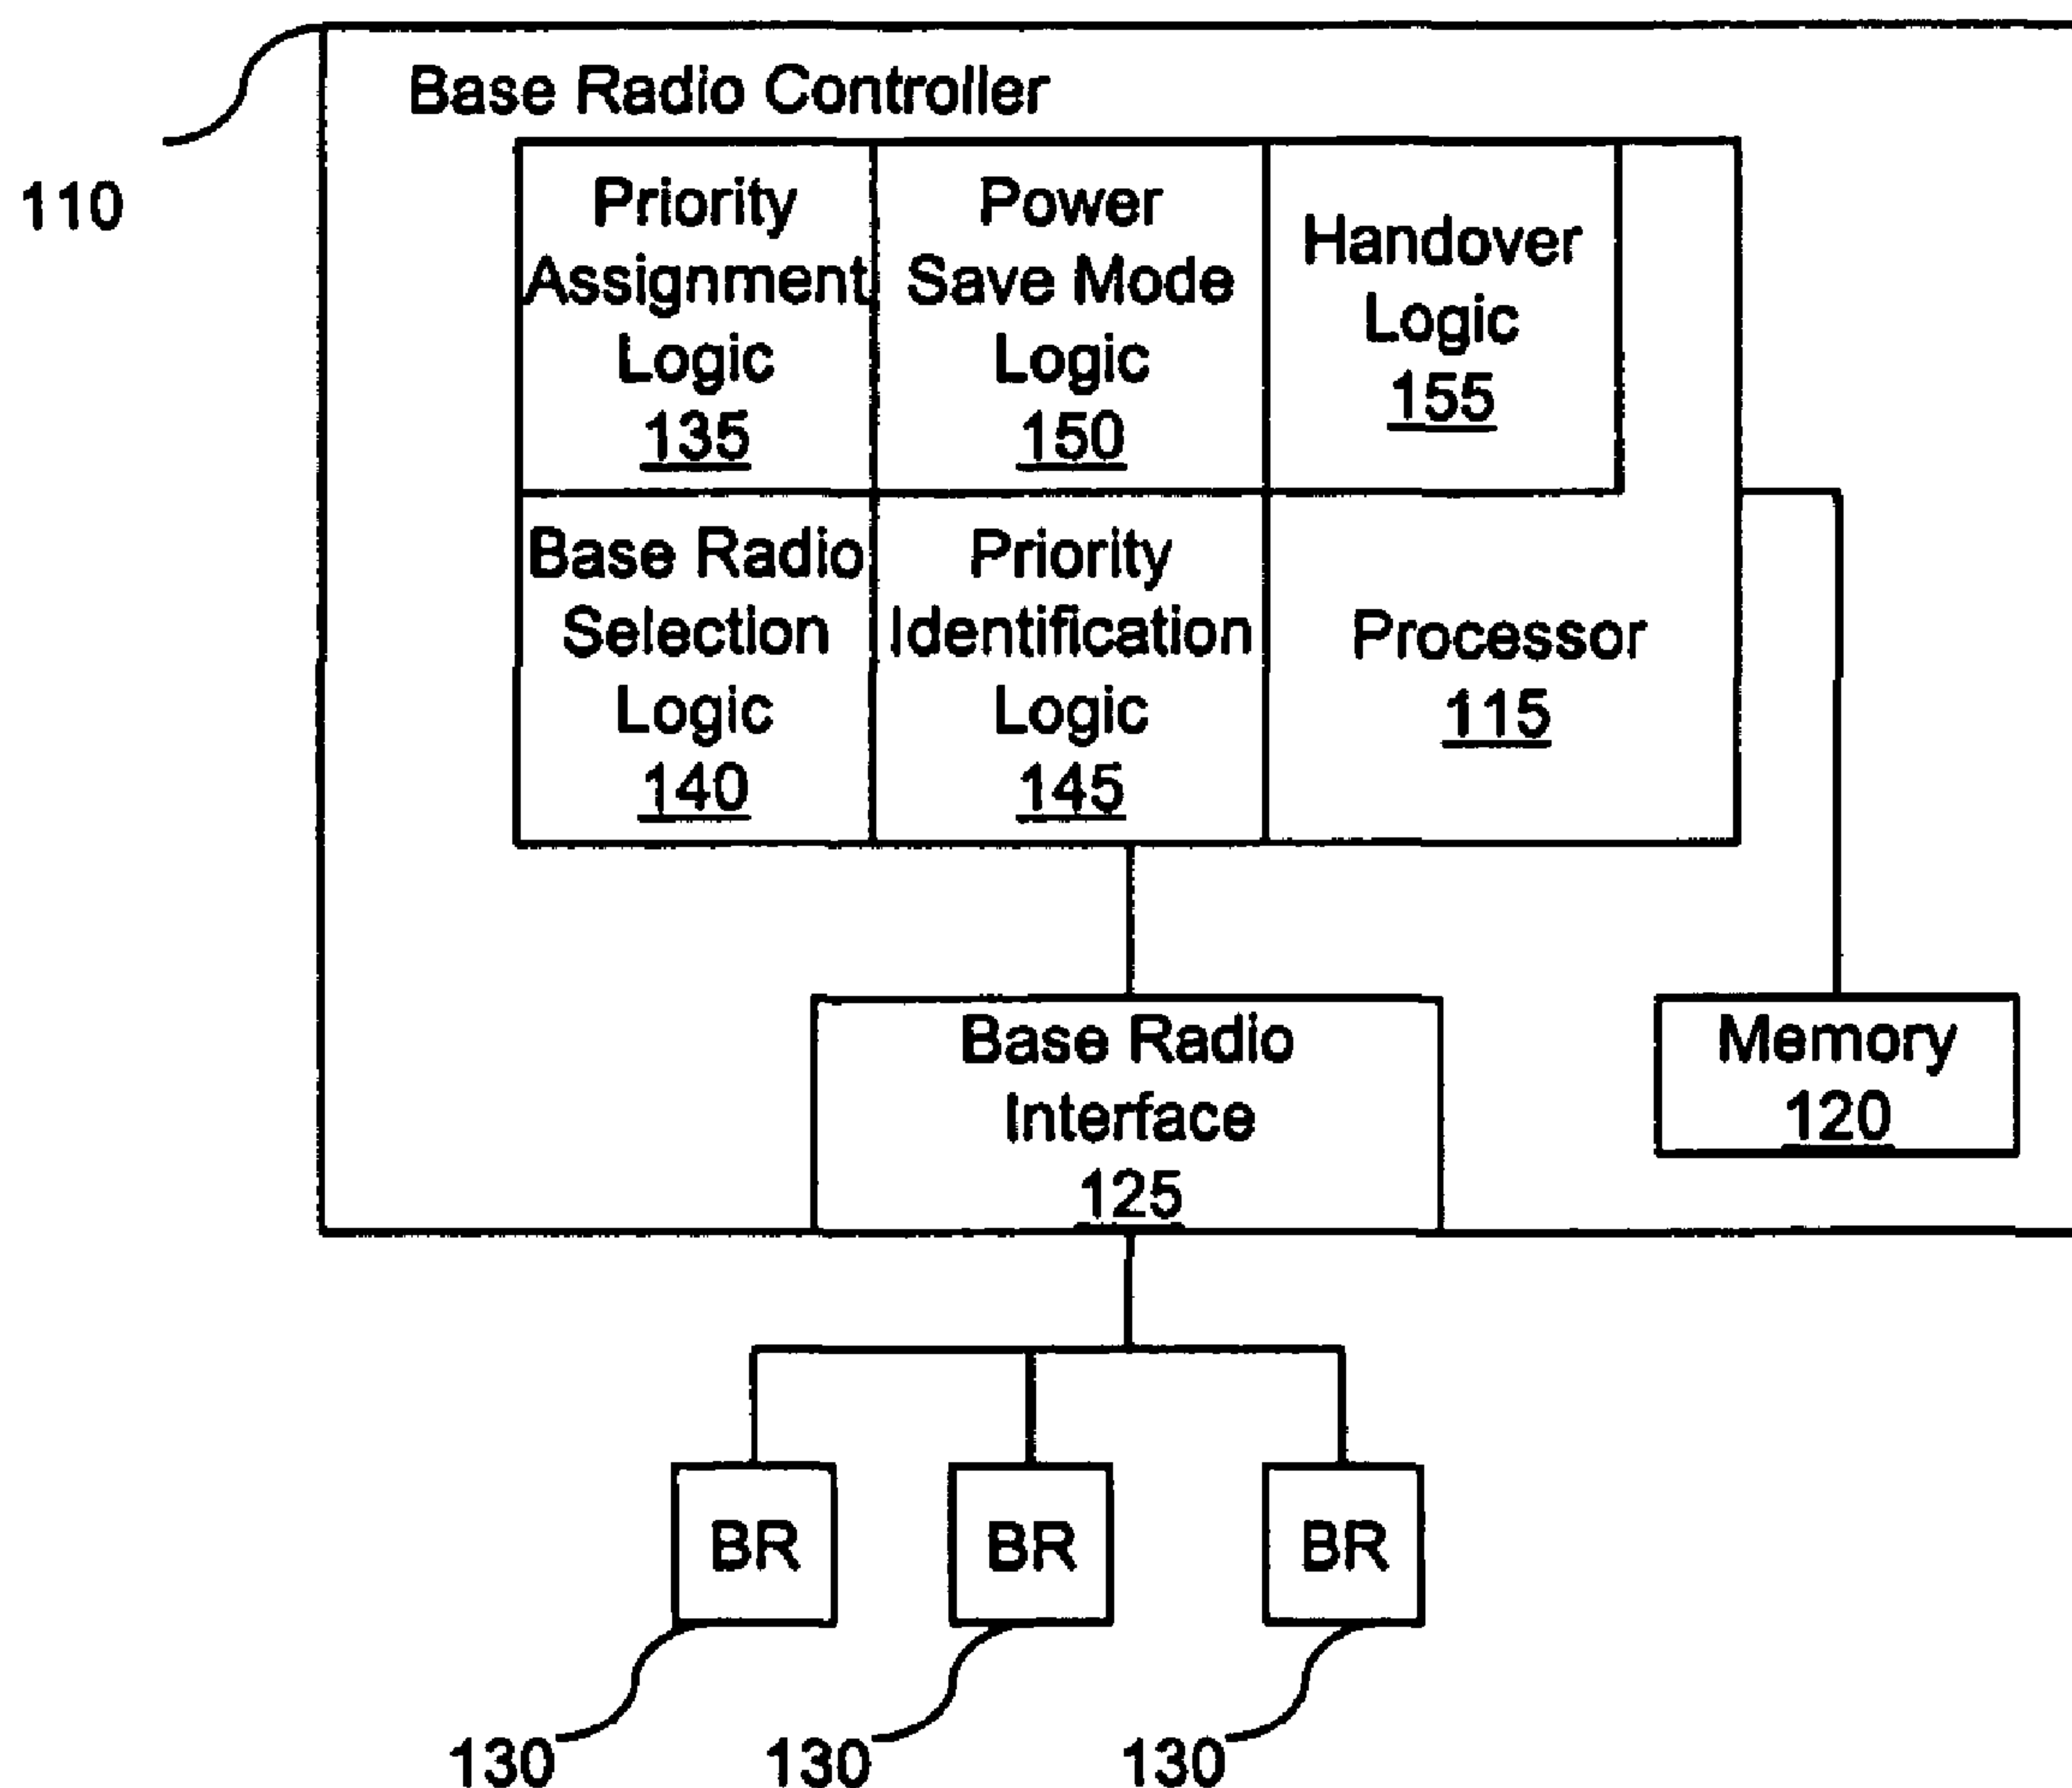 Base Radio Controller
110
Priority
Assignment
Logic
135
Power
Save Mode
Logic
150
Handover
Logic
155
Base Radio
Selection
Logic
140
Priority
Identification
Logic
145
Processor
115
Base Radio
Interface
125
Memory
120
BR
BR
BR
130
130
130